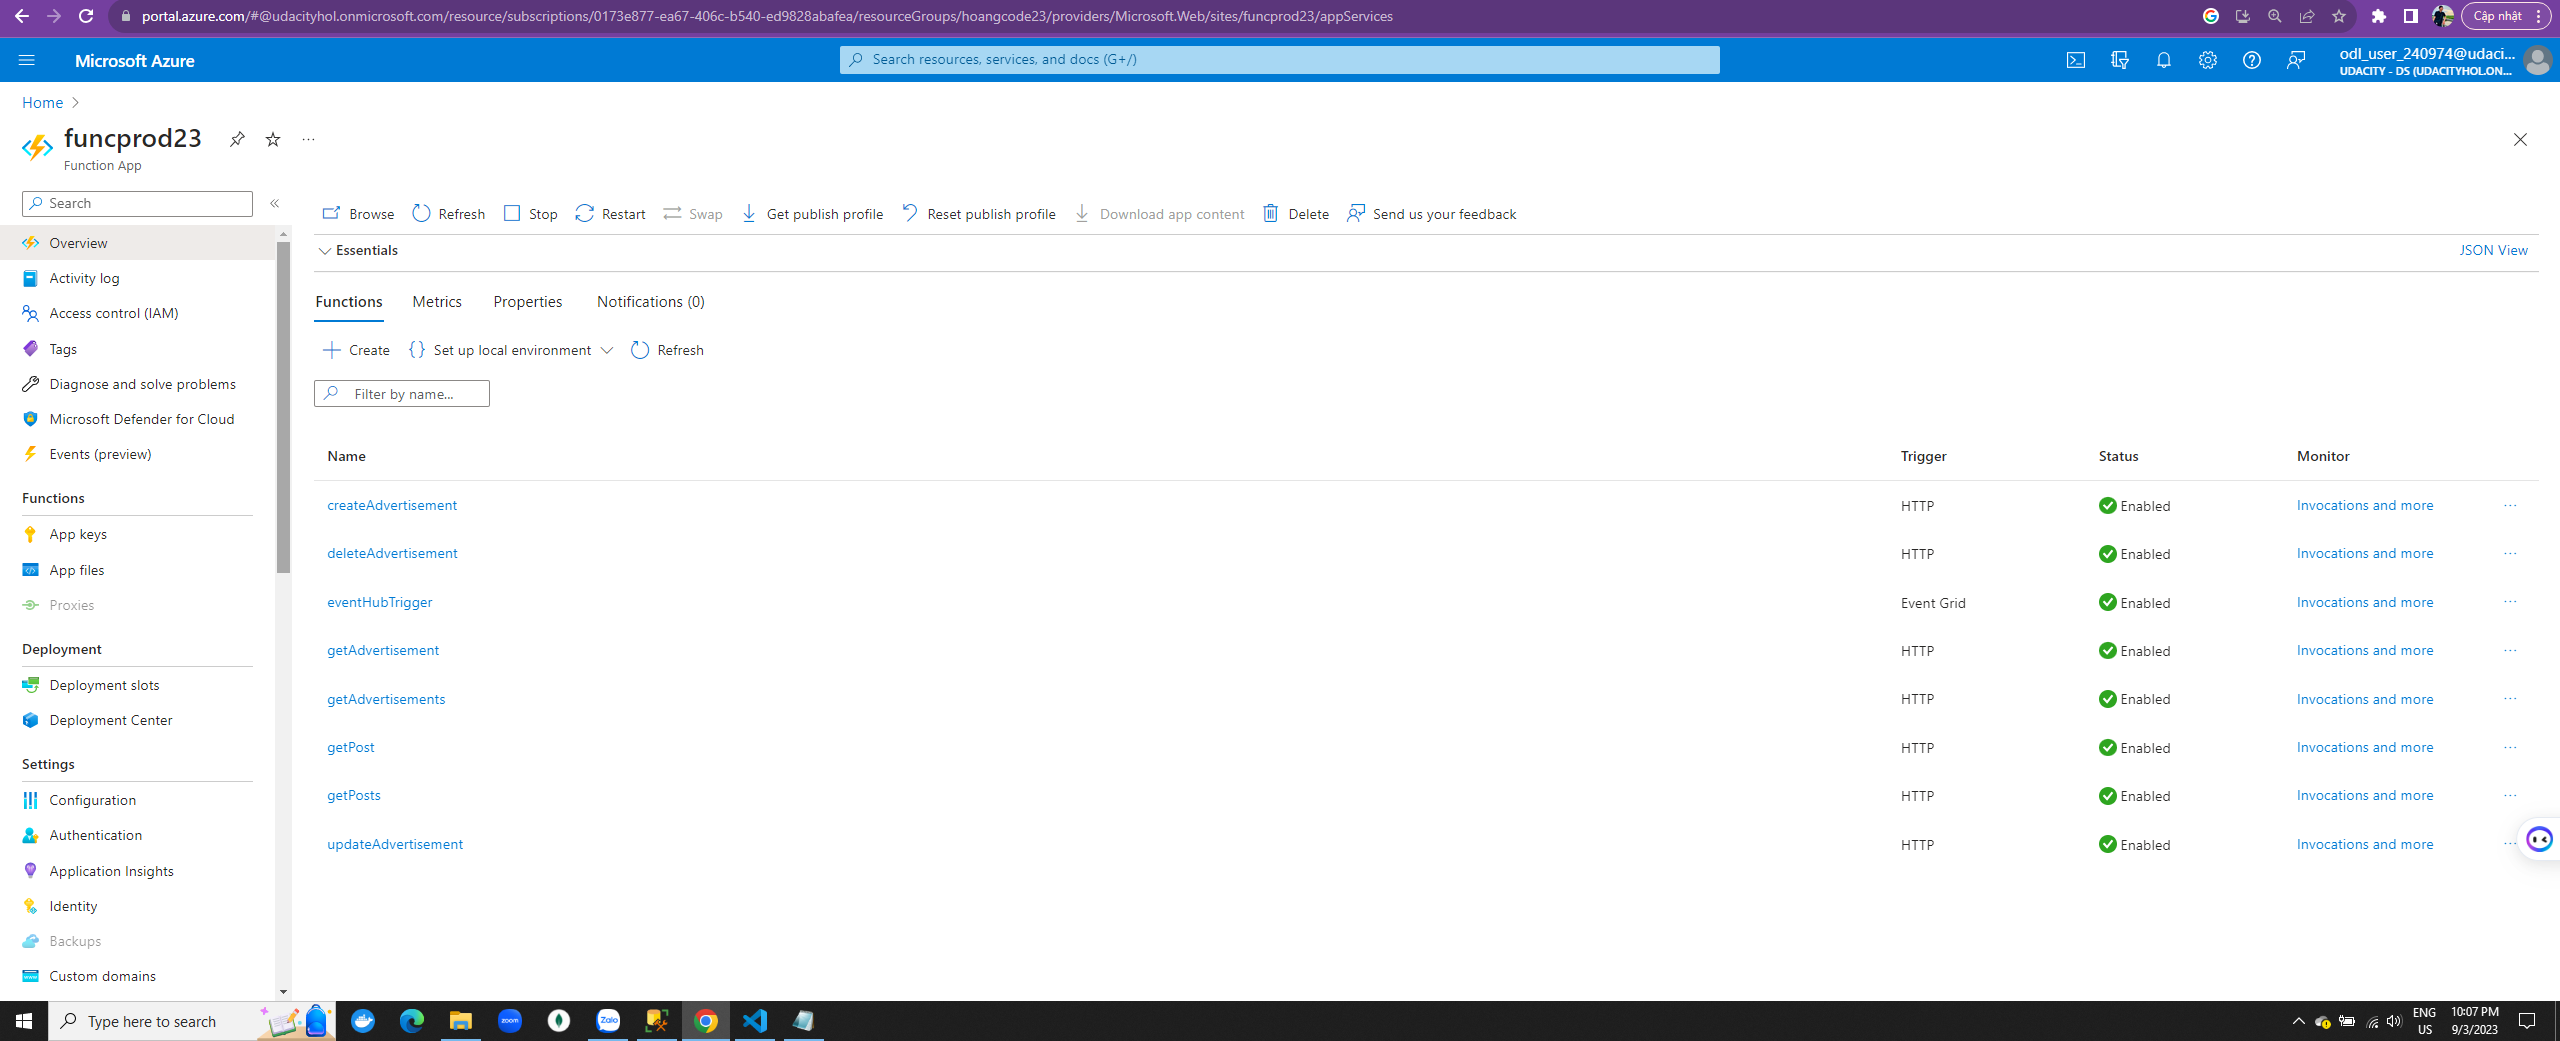 portal.azure.com/#@udacityhol.onmicrosoft.com/resource/subscriptions/0173e877-ea67-406c-b540-ed9828abafea/resourceGroups/hoangcode23/providers/Microsoft.Web/sites/funcprod23/appServices
Cập nhật
Microsoft Azure
Search resources, services, and docs (G+/)
odl_user_240974@udaci...
UDACITY - DS (UDACITYHOL.ON...
Home
funcprod23
Function App
Search
Browse Refresh Stop Restart Swap Get publish profile Reset publish profile Download app content Delete Send us your feedback
Essentials
JSON View
Overview
Activity log
Access control (IAM)
Tags
Diagnose and solve problems
Microsoft Defender for Cloud
Events (preview)
Functions
App keys
App files
Proxies
Deployment
Deployment slots
Deployment Center
Settings
Configuration
Authentication
Application Insights
Identity
Backups
Custom domains
Functions Metrics Properties Notifications (0)
Create {} Set up local environment Refresh
Filter by name...
Name Trigger Status Monitor
createAdvertisement HTTP Enabled Invocations and more ...
deleteAdvertisement HTTP Enabled Invocations and more ...
eventHubTrigger Event Grid Enabled Invocations and more ...
getAdvertisement HTTP Enabled Invocations and more ...
getAdvertisements HTTP Enabled Invocations and more ...
getPost HTTP Enabled Invocations and more ...
getPosts HTTP Enabled Invocations and more ...
updateAdvertisement HTTP Enabled Invocations and more ...
Type here to search
zoom
Zalo
ENG
US
10:07 PM
9/3/2023